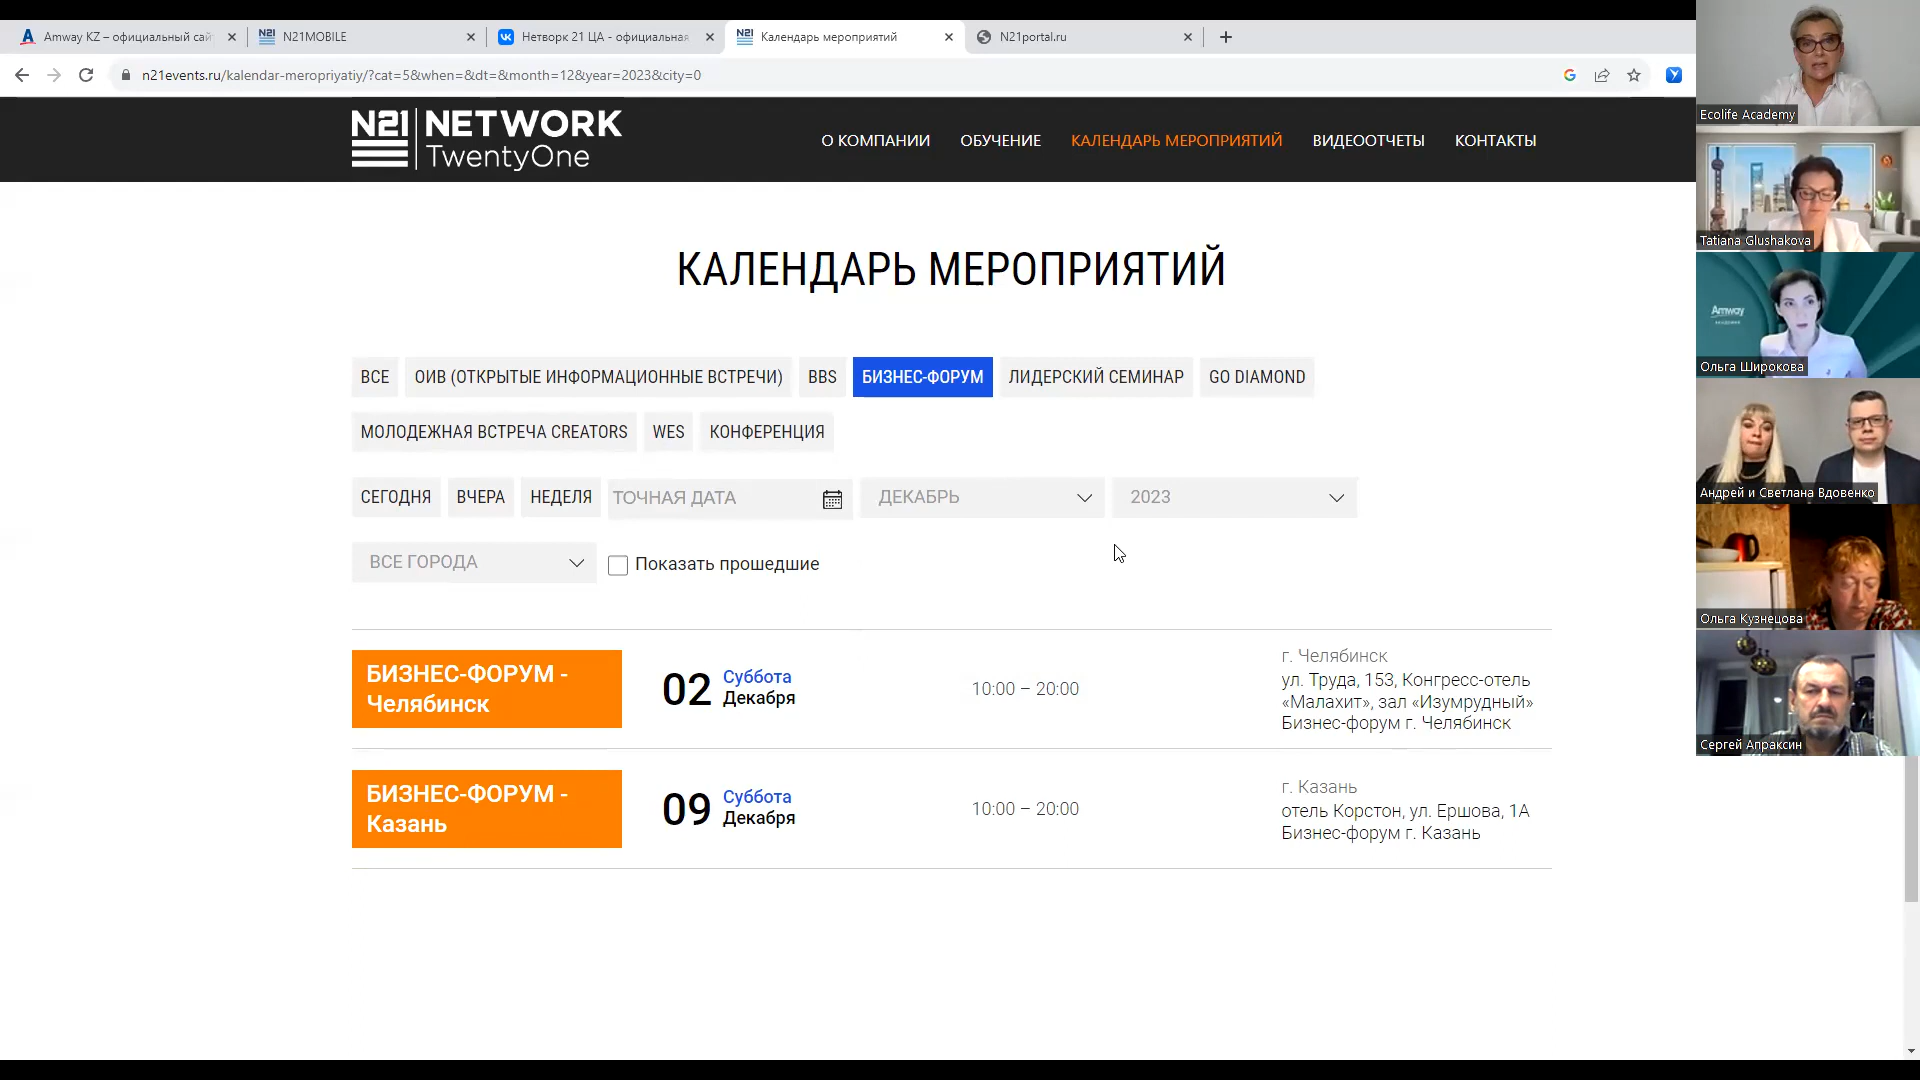 Amway KZ – официальный сай
N21MOBILE
Нетворк 21 ЦА - официальная
Календарь мероприятий
N21portal.ru
n21events.ru/kalendar-meropriyatiy/?cat=5&when=&dt=&month=12&year=2023&city=0
N21 NETWORK
TwentyOne
О КОМПАНИИ
ОБУЧЕНИЕ
КАЛЕНДАРЬ МЕРОПРИЯТИЙ
ВИДЕООТЧЕТЫ
КОНТАКТЫ
КАЛЕНДАРЬ МЕРОПРИЯТИЙ
ВСЕ
ОИВ (ОТКРЫТЫЕ ИНФОРМАЦИОННЫЕ ВСТРЕЧИ)
BBS
БИЗНЕС-ФОРУМ
ЛИДЕРСКИЙ СЕМИНАР
GO DIAMOND
МОЛОДЕЖНАЯ ВСТРЕЧА CREATORS
WES
КОНФЕРЕНЦИЯ
СЕГОДНЯ
ВЧЕРА
НЕДЕЛЯ
ТОЧНАЯ ДАТА
ДЕКАБРЬ
2023
ВСЕ ГОРОДА
Показать прошедшие
БИЗНЕС-ФОРУМ -
Челябинск
02
Суббота
Декабря
10:00 – 20:00
г. Челябинск
ул. Труда, 153, Конгресс-отель
«Малахит», зал «Изумрудный»
Бизнес-форум г. Челябинск
БИЗНЕС-ФОРУМ -
Казань
09
Суббота
Декабря
10:00 – 20:00
г. Казань
отель Корстон, ул. Ершова, 1А
Бизнес-форум г. Казань
Ecolife Academy
Tatiana Glushakova
Amway
Ольга Широкова
Андрей и Светлана Вдовенко
Ольга Кузнецова
Сергей Апраксин